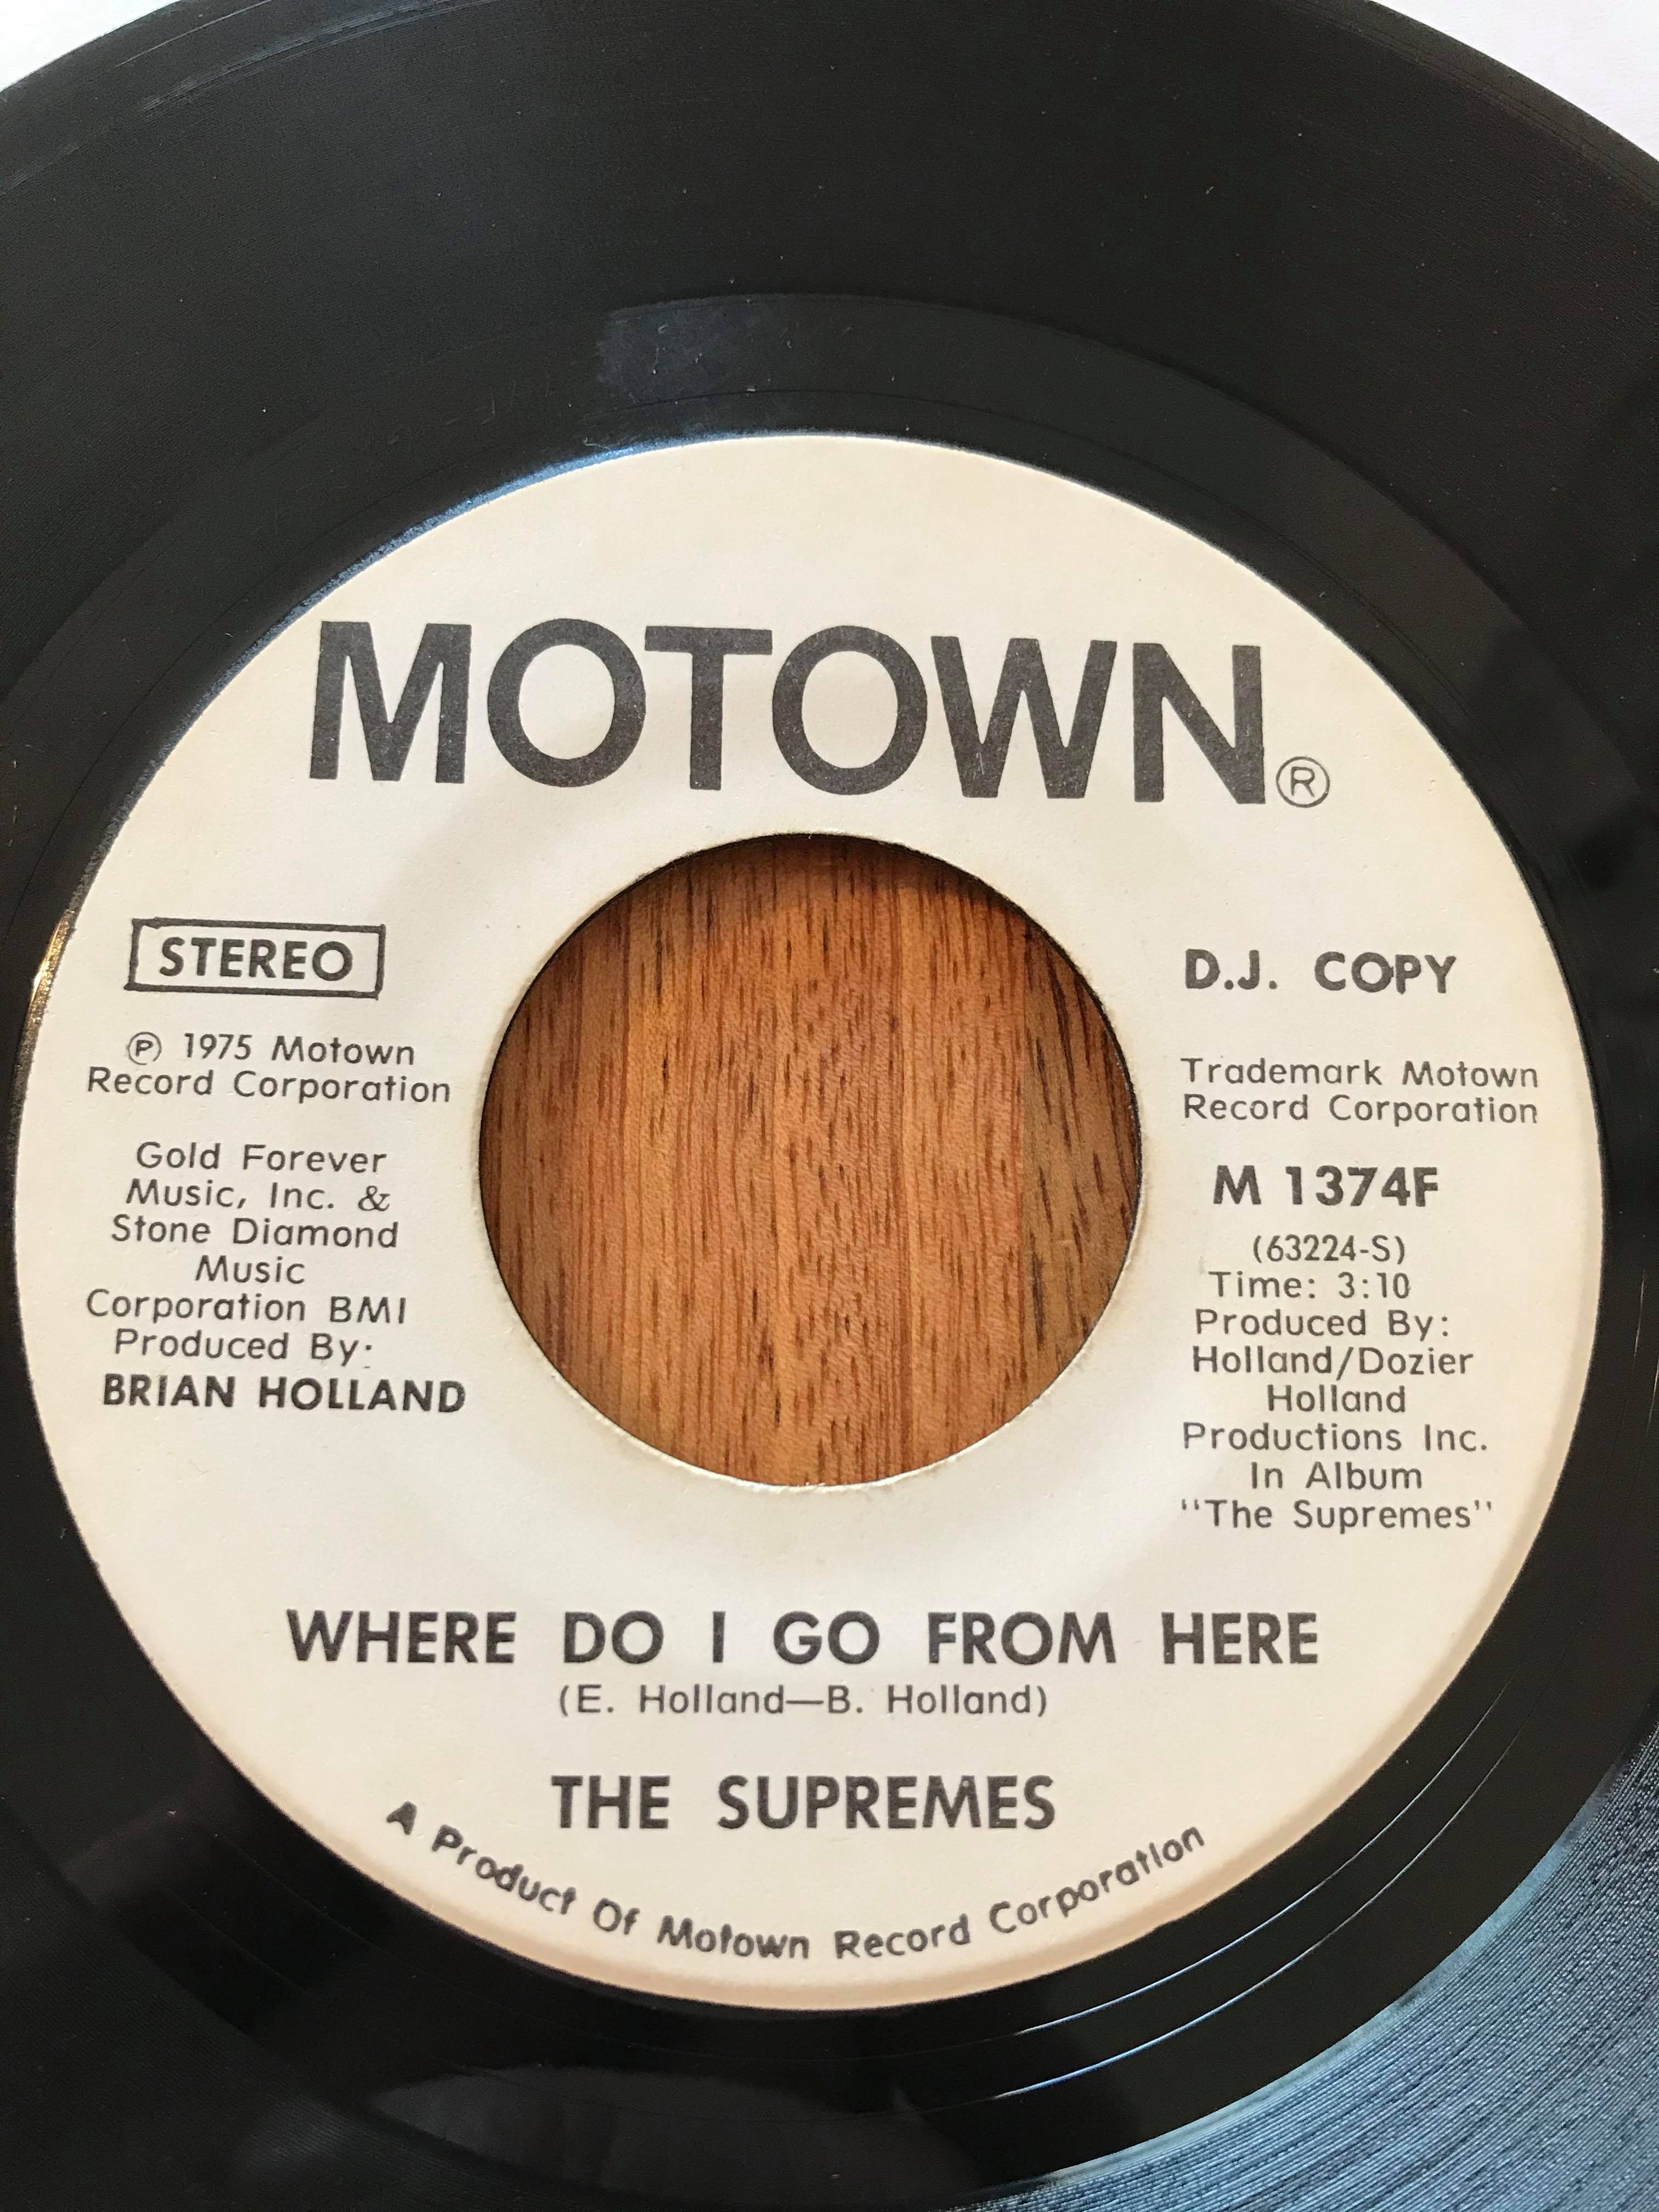 MOTOWN®
STEREO
℗ 1975 Motown
Record Corporation
Gold Forever
Music, Inc. &
Stone Diamond
Music
Corporation BMI
Produced By:
BRIAN HOLLAND
D.J. COPY
Trademark Motown
Record Corporation
M 1374F
(63224-S)
Time: 3:10
Produced By:
Holland/Dozier
Holland
Productions Inc.
In Album
"The Supremes"
WHERE DO I GO FROM HERE
(E. Holland—B. Holland)
THE SUPREMES
A Product Of Motown Record Corporation